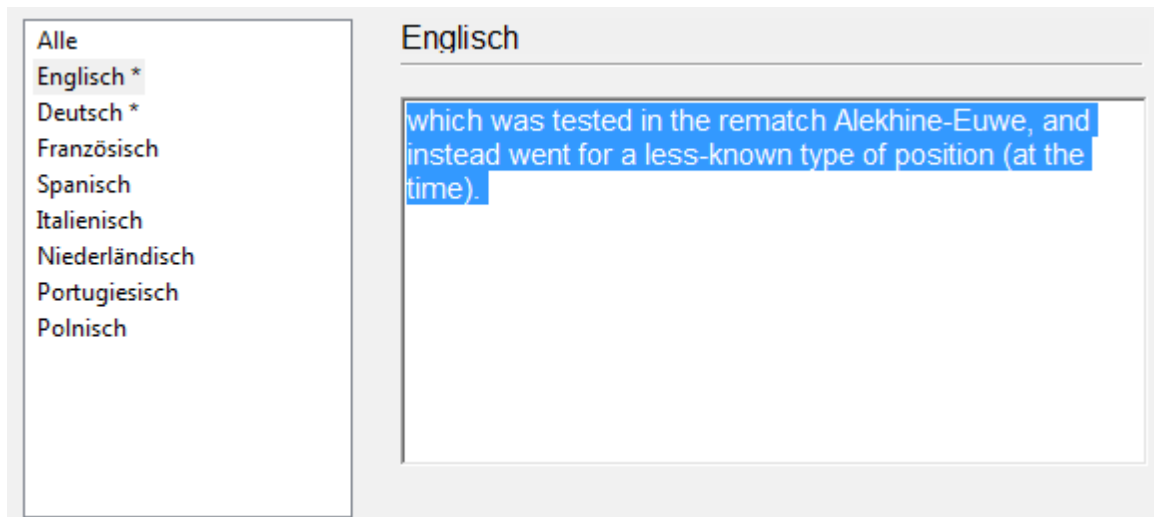 Alle
Englisch *
Deutsch *
Französisch
Spanisch
Italienisch
Niederländisch
Portugiesisch
Polnisch
Englisch
which was tested in the rematch Alekhine-Euwe, and
instead went for a less-known type of position (at the
time).